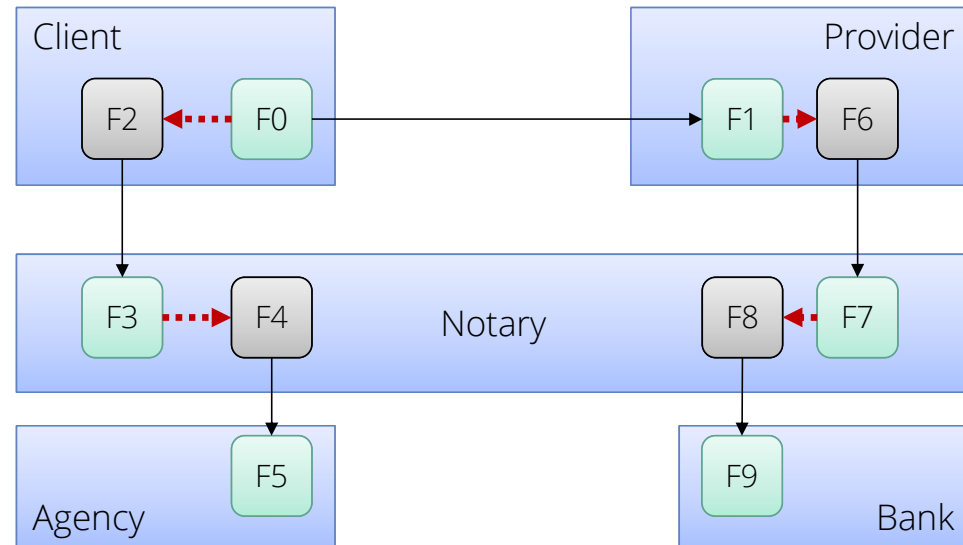 Client
Provider
F2
F0
F1
F6
F3
F4
Notary
F8
F7
F5
F9
Agency
Bank